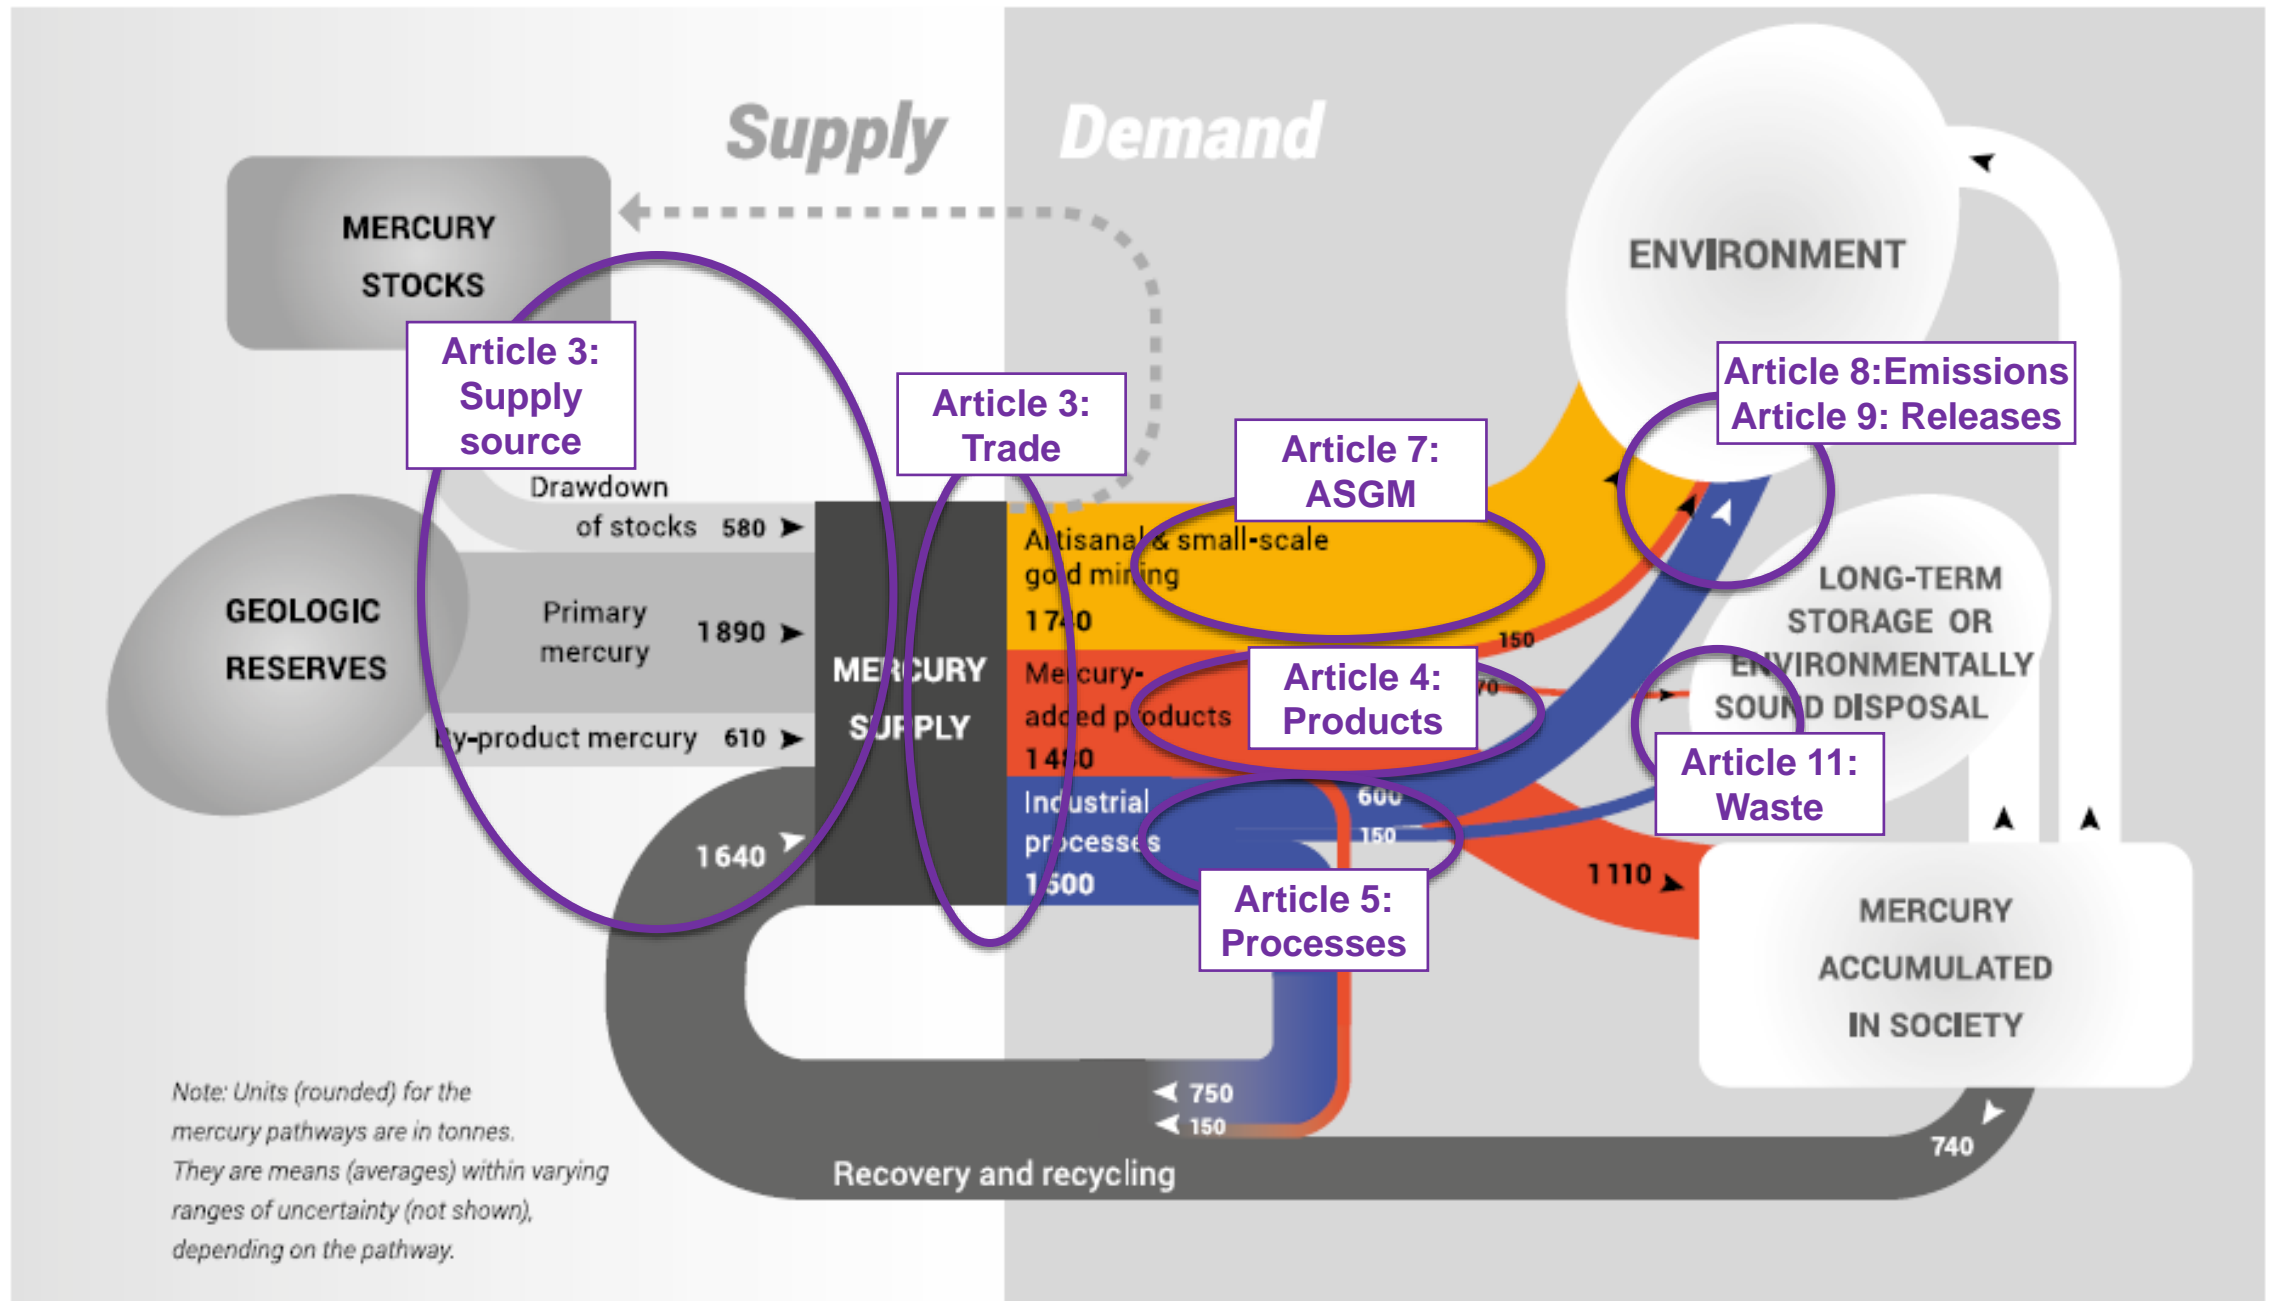 Supply
Demand
MERCURY
STOCKS
ENVIRONMENT
Article 3:
Supply
source
Article 3:
Trade
Article 8:Emissions
Article 9: Releases
Article 7:
ASGM
Drawdown
of stocks 580
Artisanal & small-scale
gold mining
1740
GEOLOGIC
RESERVES
Primary
mercury
1890
MERCURY
SUPPLY
By-product mercury 610
150
Mercury-
added products
1480
Article 4:
Products
70
LONG-TERM
STORAGE OR
ENVIRONMENTALLY
SOUND DISPOSAL
Article 11:
Waste
Industrial
processes
1500
600
150
1640
Article 5:
Processes
1110
MERCURY
ACCUMULATED
IN SOCIETY
750
150
740
Recovery and recycling
Note: Units (rounded) for the
mercury pathways are in tonnes.
They are means (averages) within varying
ranges of uncertainty (not shown),
depending on the pathway.